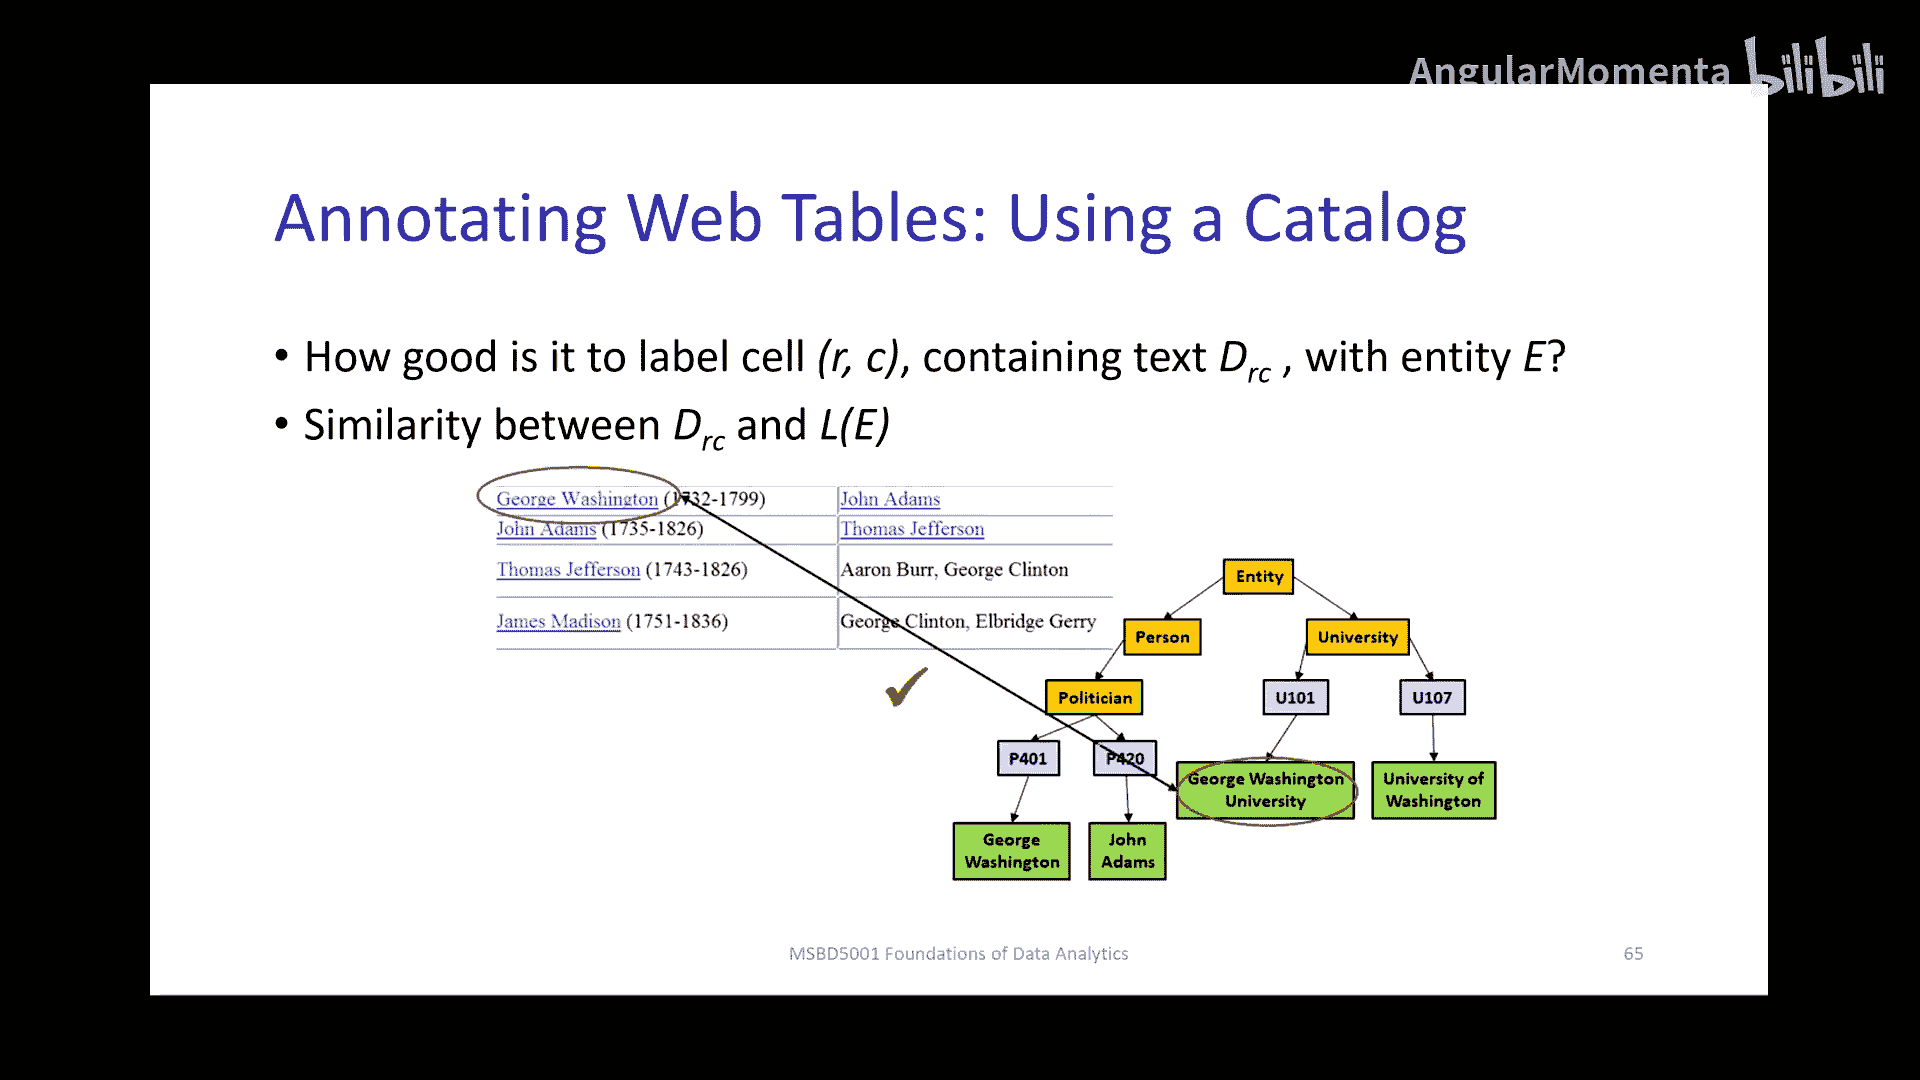 AngularMomenta bilibili
Annotating Web Tables: Using a Catalog
• How good is it to label cell (r, c), containing text Drc , with entity E?
• Similarity between Drc and L(E)
George Washington (1732-1799) John Adams
John Adams (1735-1826) Thomas Jefferson
Thomas Jefferson (1743-1826) Aaron Burr, George Clinton
James Madison (1751-1836) George Clinton, Elbridge Gerry
Entity
Person University
Politician U101 U107
P401 P420
George Washington
University
University of
Washington
George
Washington
John
Adams
MSBD5001 Foundations of Data Analytics 65